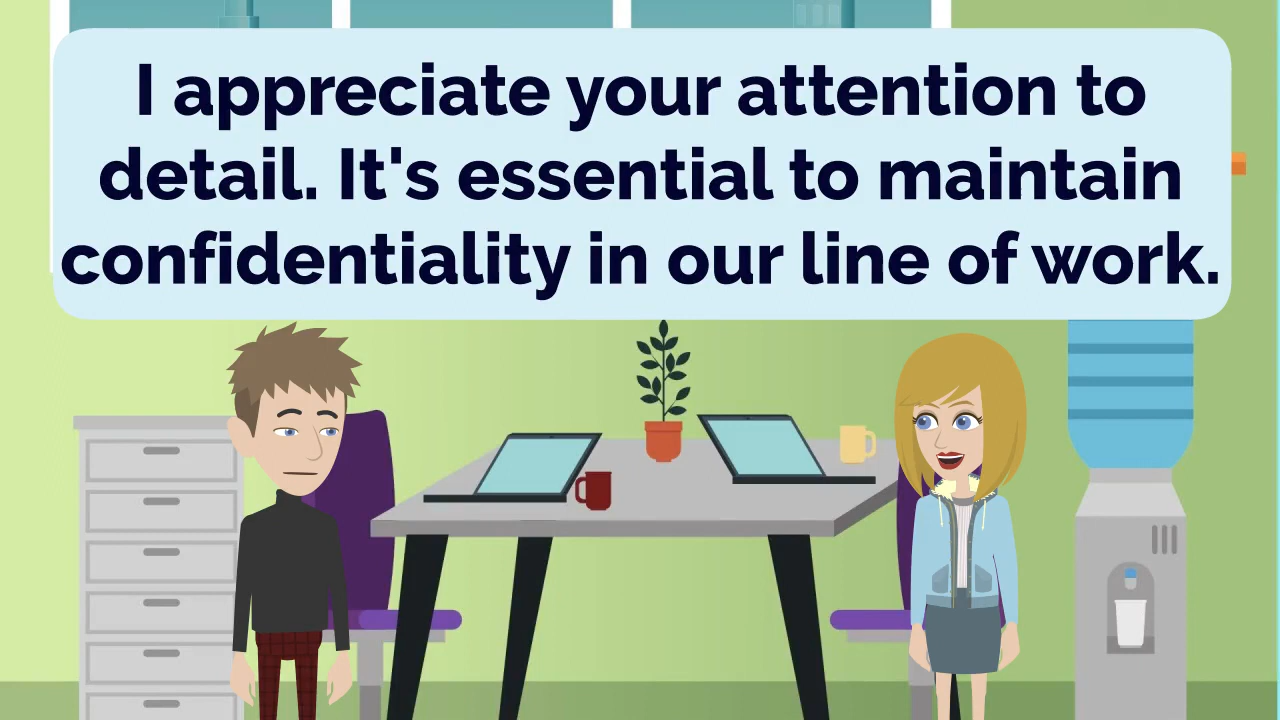 I appreciate your attention to
detail. It's essential to maintain
confidentiality in our line of work.